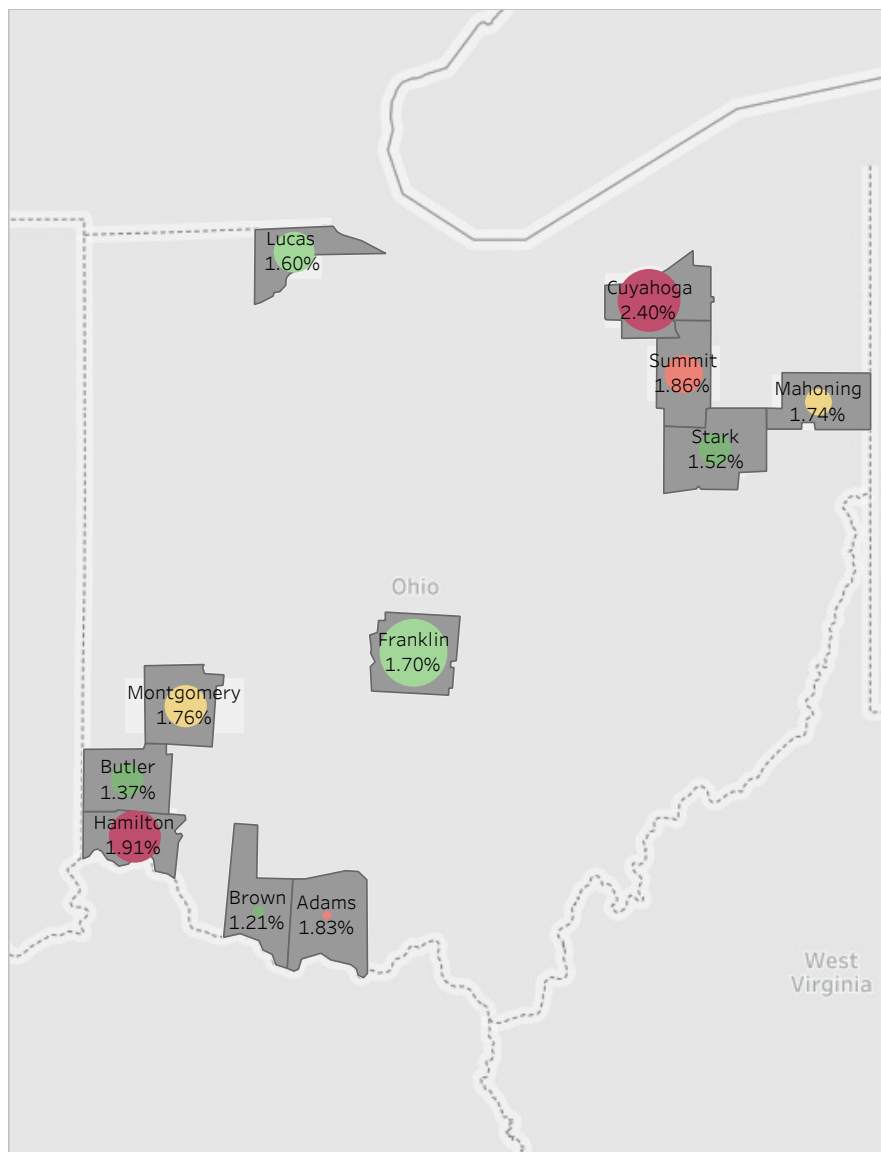 Lucas
1.60%
Cuyahoga
2.40%
Summit
1.86%
Mahoning
1.74%
Stark
1.52%
Ohio
Franklin
1.70%
Montgomery
1.76%
Butler
1.37%
Hamilton
1.91%
Brown
1.21%
Adams
1.83%
West
Virginia